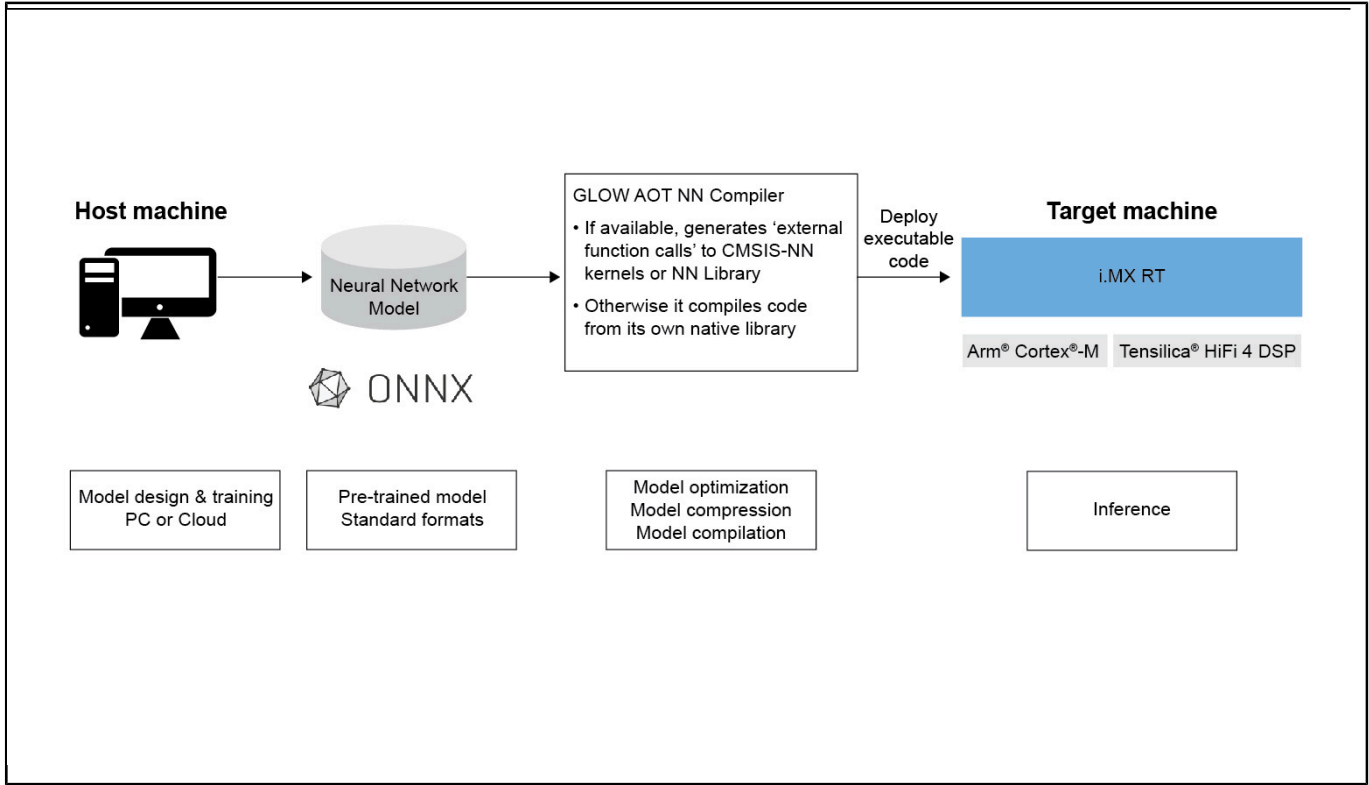 Host machine
Neural Network
Model
ONNX
GLOW AOT NN Compiler
• If available, generates ‘external
function calls’ to CMSIS-NN
kernels or NN Library
• Otherwise it compiles code
from its own native library
Deploy
executable
code
Target machine
i.MX RT
Arm® Cortex®-M
Tensilica® HiFi 4 DSP
Model design & training
PC or Cloud
Pre-trained model
Standard formats
Model optimization
Model compression
Model compilation
Inference